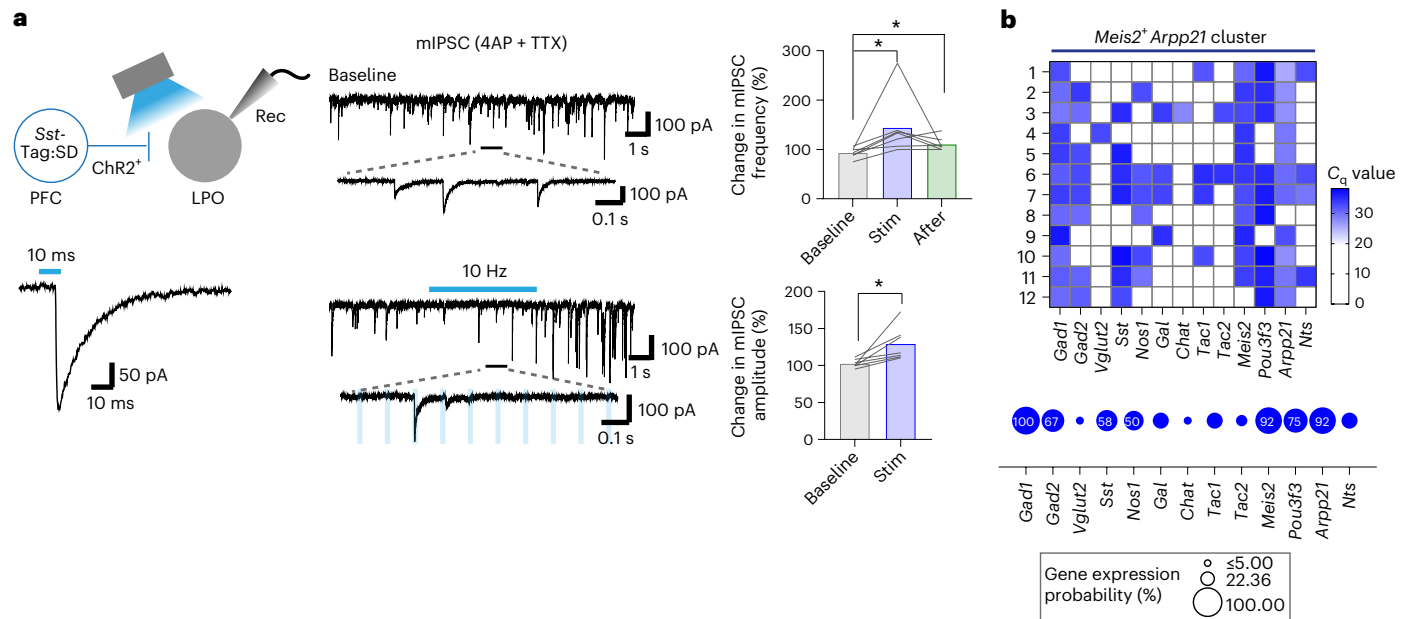 a
Sst-
Tag:SD
PFC
ChR2+
LPO
Rec
10 ms
50 pA
10 ms
mIPSC (4AP + TTX)
Baseline
100 pA
1 s
100 pA
0.1 s
10 Hz
100 pA
1 s
100 pA
0.1 s
Change in mIPSC
frequency (%)
300
200
100
0
*
*
Baseline
Stim
After
Change in mIPSC
amplitude (%)
200
150
100
50
0
*
Baseline
Stim
b
Meis2+ Arpp21 cluster
1
2
3
4
5
6
7
8
9
10
11
12
Gad1
Gad2
Vglut2
Sst
Nos1
Gal
Chat
Tac1
Tac2
Meis2
Pou3f3
Arpp21
Nts
Cq value
30
20
10
0
100
67
58
50
92
75
92
Gad1
Gad2
Vglut2
Sst
Nos1
Gal
Chat
Tac1
Tac2
Meis2
Pou3f3
Arpp21
Nts
Gene expression
probability (%)
≤5.00
22.36
100.00